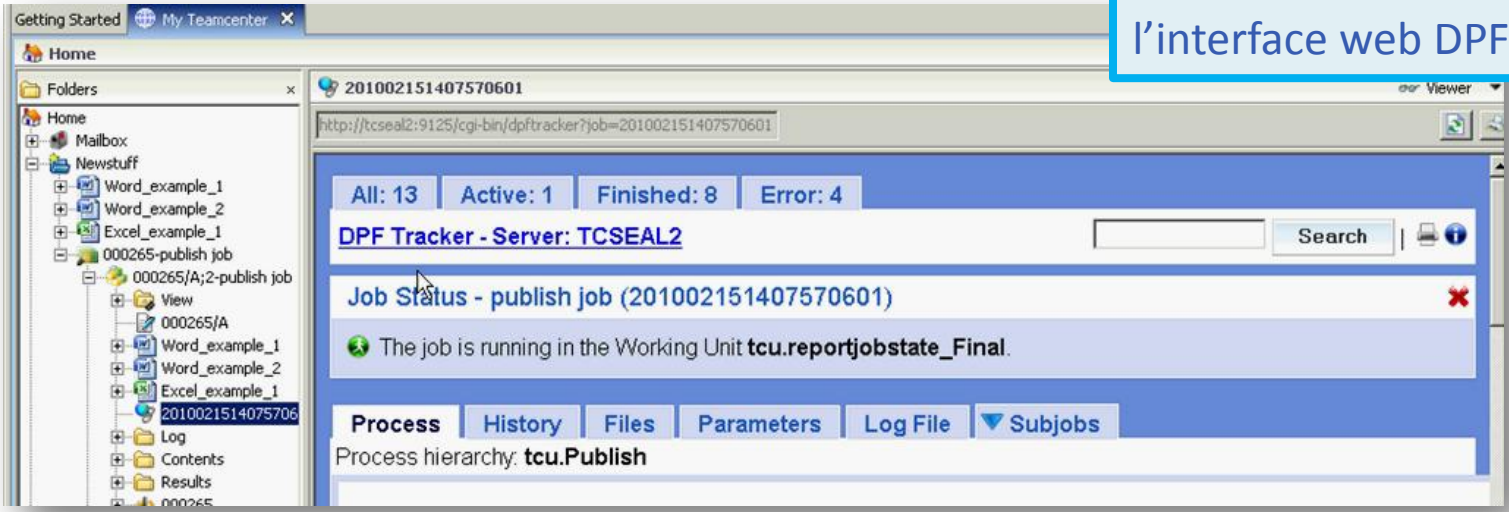 Getting Started My Teamcenter
l'interface web DPF
Home
Folders
201002151407570601
Viewer
Home
Mailbox
Newstuff
Word_example_1
Word_example_2
Excel_example_1
000265-publish job
000265/A;2-publish job
View
000265/A
Word_example_1
Word_example_2
Excel_example_1
2010021514075706
Log
Contents
Results
000265
http://tcseal2:9125/cgi-bin/dpftracker?job=201002151407570601
All: 13 Active: 1 Finished: 8 Error: 4
DPF Tracker - Server: TCSEAL2
Search |
Job Status - publish job (201002151407570601)
The job is running in the Working Unit tcu.reportjobstate_Final.
Process History Files Parameters Log File Subjobs
Process hierarchy: tcu.Publish